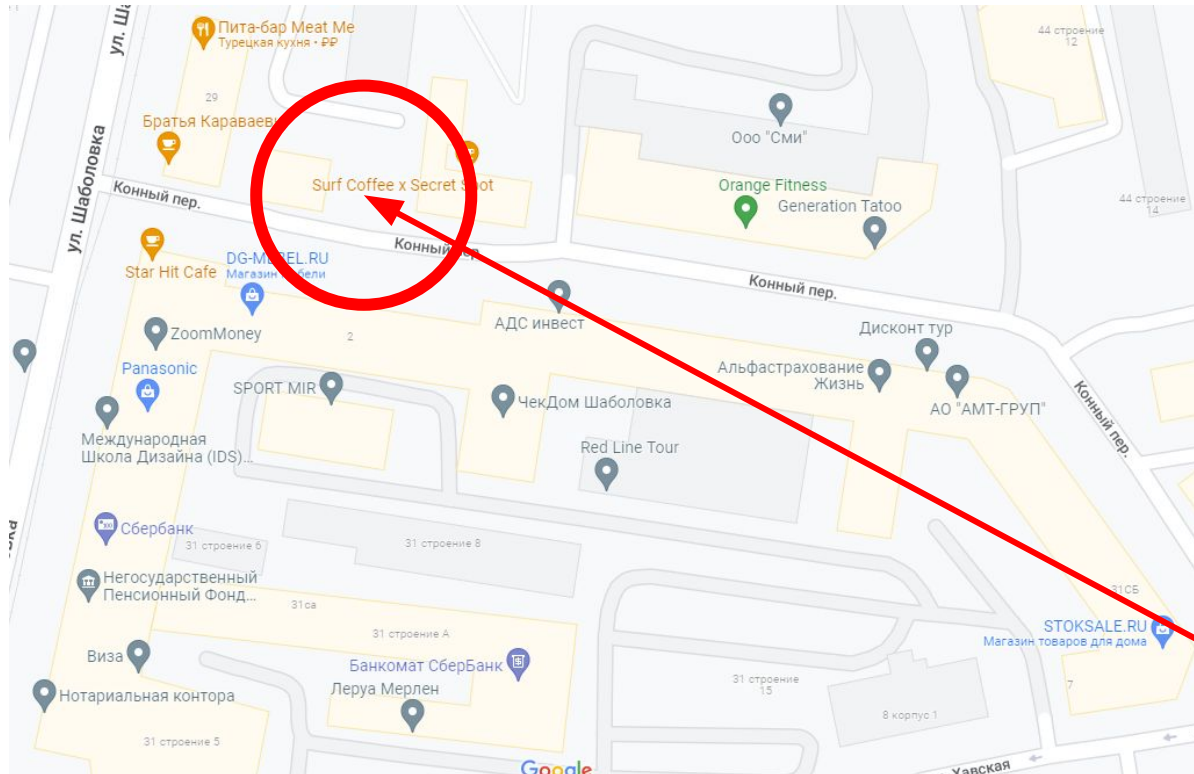 ул. Ша
Пита-бар Meat Me
Турецкая кухня • ₽₽
44 строение
12
29
Братья Караваевы
Ооо "Сми"
ул. Шаболовка
Surf Coffee x Secret Spot
Orange Fitness
Generation Tatoo
44 строение
14
Конный пер.
Конный пер.
Star Hit Cafe
DG-MEBEL.RU
Магазин мебели
Конный пер.
АДС инвест
Дисконт тур
ZoomMoney
2
Panasonic
SPORT MIR
Альфастрахование
Жизнь
ЧекДом Шаболовка
АО "АМТ-ГРУП"
Конный пер.
Международная
Школа Дизайна (IDS)...
Red Line Tour
Сбербанк
31 строение 6
31 строение 8
Негосударственный
Пенсионный Фонд...
31са
31СБ
31 строение А
STOKSALE.RU
Магазин товаров для дома
Виза
Банкомат СберБанк
Нотариальная контора
Леруа Мерлен
31 строение
15
7
8 корпус 1
31 строение 5
Google
Хавская